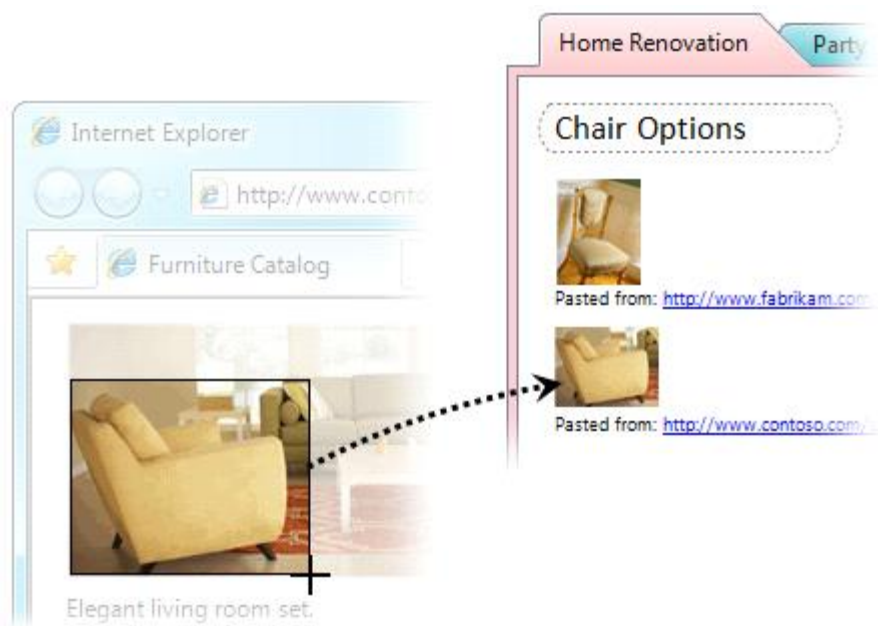 Home Renovation
Party
Chair Options
Pasted from: http://www.fabrikam.com
Pasted from: http://www.contoso.com/
Internet Explorer
http://www.conto
Furniture Catalog
Elegant living room set.